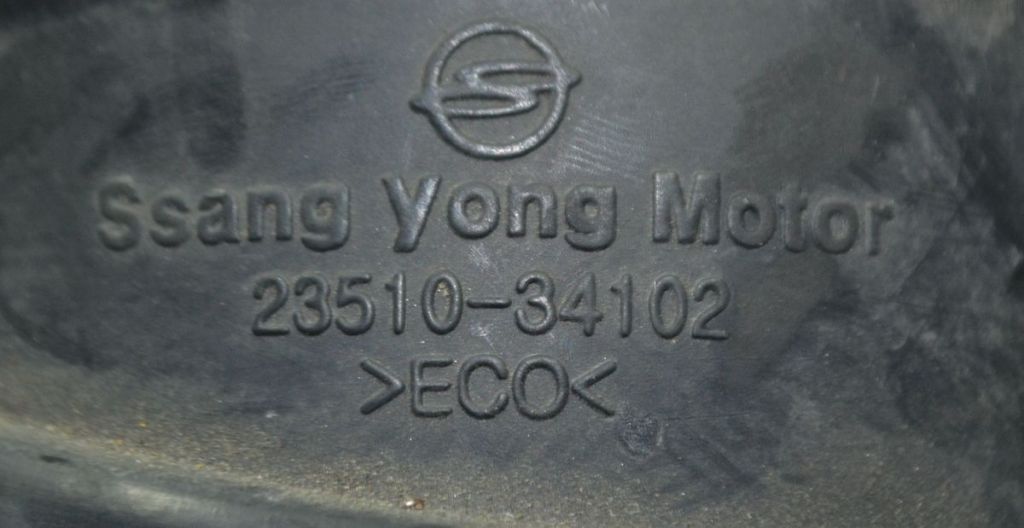 Ssang Yong Motor
23510-34102
>ECO<